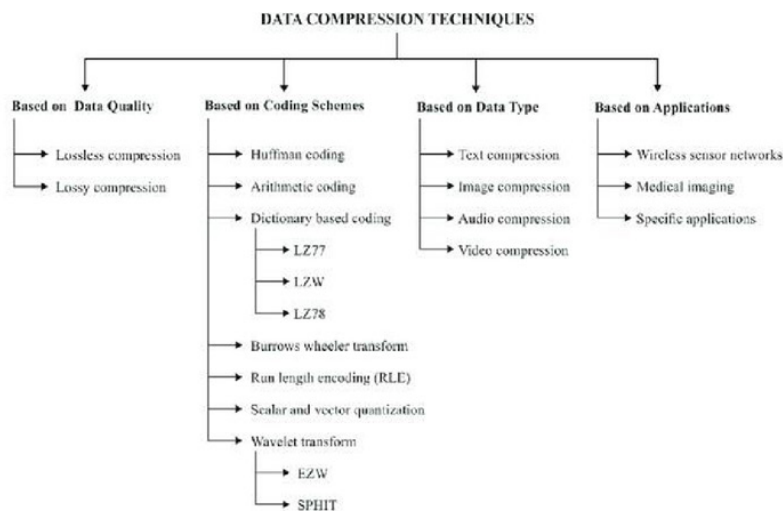 DATA COMPRESSION TECHNIQUES
Based on Data Quality
Lossless compression
Lossy compression
Based on Coding Schemes
Huffman coding
Arithmetic coding
Dictionary based coding
LZ77
LZW
LZ78
Burrows wheeler transform
Run length encoding (RLE)
Scalar and vector quantization
Wavelet transform
EZW
SPHIT
Based on Data Type
Text compression
Image compression
Audio compression
Video compression
Based on Applications
Wireless sensor networks
Medical imaging
Specific applications